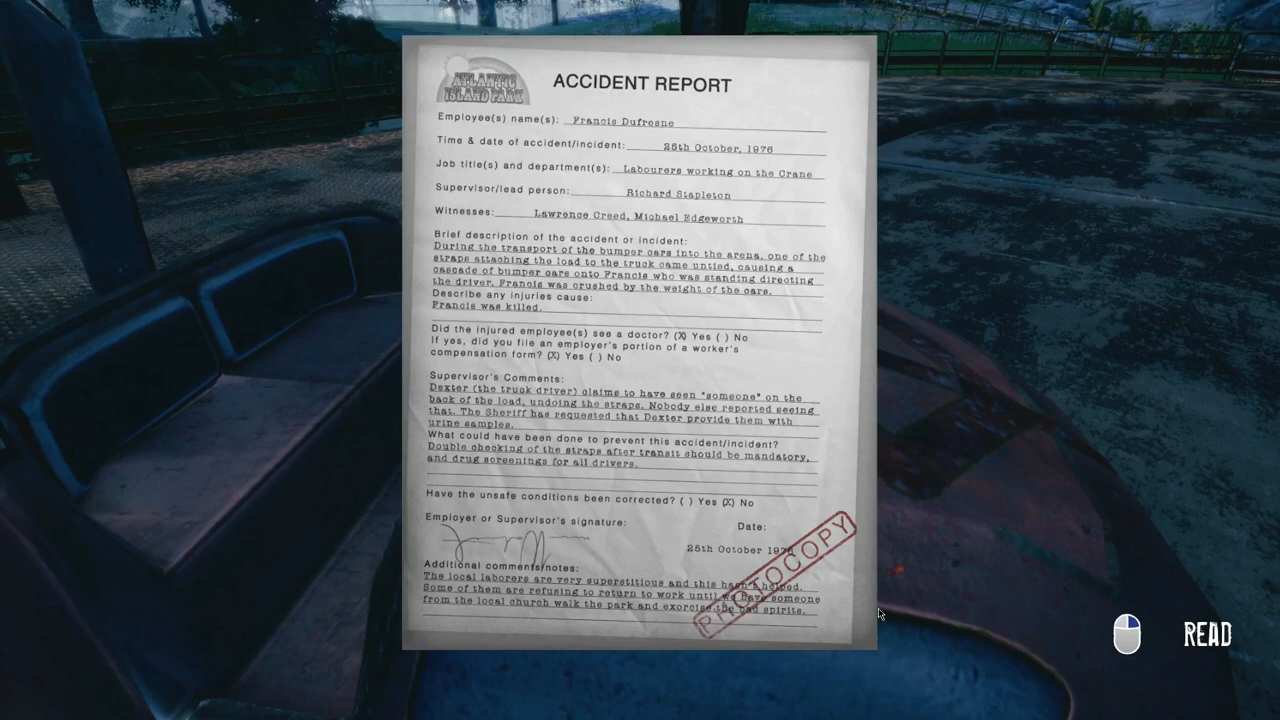 ATLANTIC
ISLAND PARK
ACCIDENT REPORT
Employee(s) name(s): Francis Dufresne
Time & date of accident/incident: 25th October, 1976
Job title(s) and department(s): Labourers working on the Crane
Supervisor/lead person: Richard Stapleton
Witnesses: Lawrence Creed, Michael Edgeworth
Brief description of the accident or incident:
During the transport of the bumper cars into the arena, one of the
straps attaching the load to the truck came untied, causing a
cascade of bumper cars onto Francis who was standing directing
the driver. Francis was crushed by the weight of the cars.
Describe any injuries cause:
Francis was killed.
Did the injured employee(s) see a doctor? (X) Yes ( ) No
If yes, did you file an employer's portion of a worker's
compensation form? (X) Yes ( ) No
Supervisor's Comments:
Dexter (the truck driver) claims to have seen "someone" on the
back of the load, undoing the straps. Nobody else reported seeing
that. The Sheriff has requested that Dexter provide them with
urine samples.
What could have been done to prevent this accident/incident?
Double checking of the straps after transit should be mandatory,
and drug screenings for all drivers.
Have the unsafe conditions been corrected? ( ) Yes (X) No
Employer or Supervisor's signature:
Date:
25th October 1976
Additional comments/notes:
The local laborers are very superstitious and this hasn't helped.
Some of them are refusing to return to work until we have someone
from the local church walk the park and exorcise the bad spirits.
PHOTOCOPY
READ